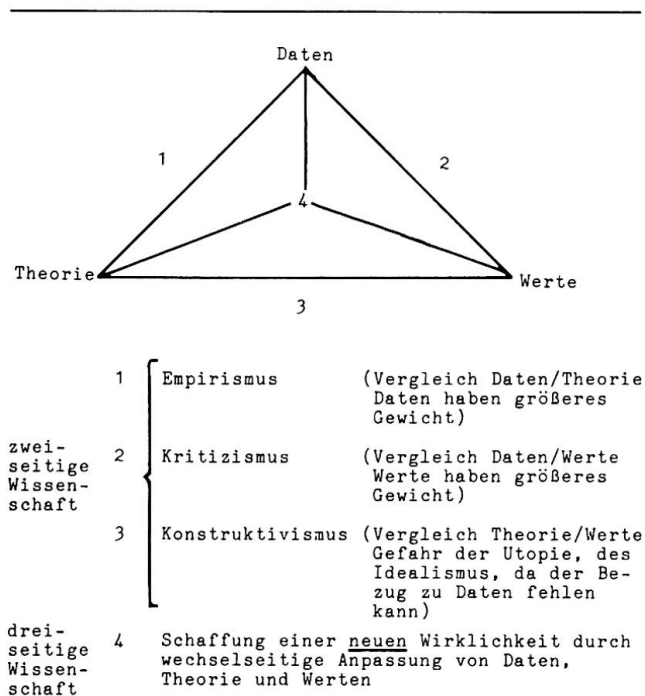 Daten
1
2
4
Theorie
Werte
3
1 Empirismus (Vergleich Daten/Theorie
Daten haben größeres
Gewicht)
zwei-
seitige
Wissen-
schaft
2 Kritizismus (Vergleich Daten/Werte
Werte haben größeres
Gewicht)
3 Konstruktivismus (Vergleich Theorie/Werte
Gefahr der Utopie, des
Idealismus, da der Be-
zug zu Daten fehlen
kann)
drei-
seitige
Wissen-
schaft
4 Schaffung einer neuen Wirklichkeit durch
wechselseitige Anpassung von Daten,
Theorie und Werten